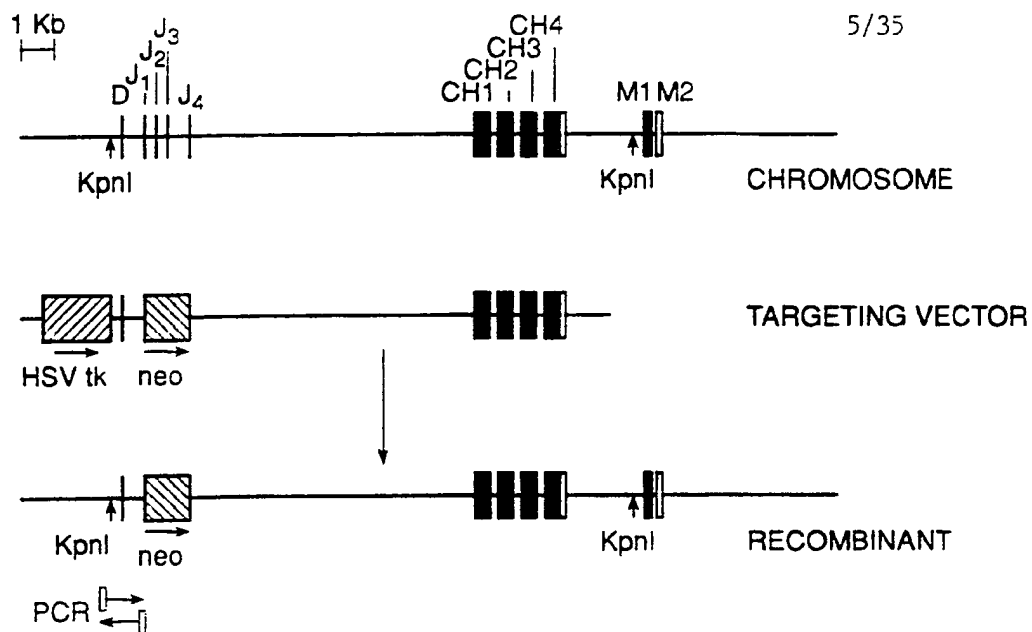 1 Kb
5/35
D J1 J2 J3 J4
CH1 CH2 CH3 CH4
M1 M2
KpnI
KpnI
CHROMOSOME
TARGETING VECTOR
HSV tk
neo
KpnI
neo
KpnI
RECOMBINANT
PCR